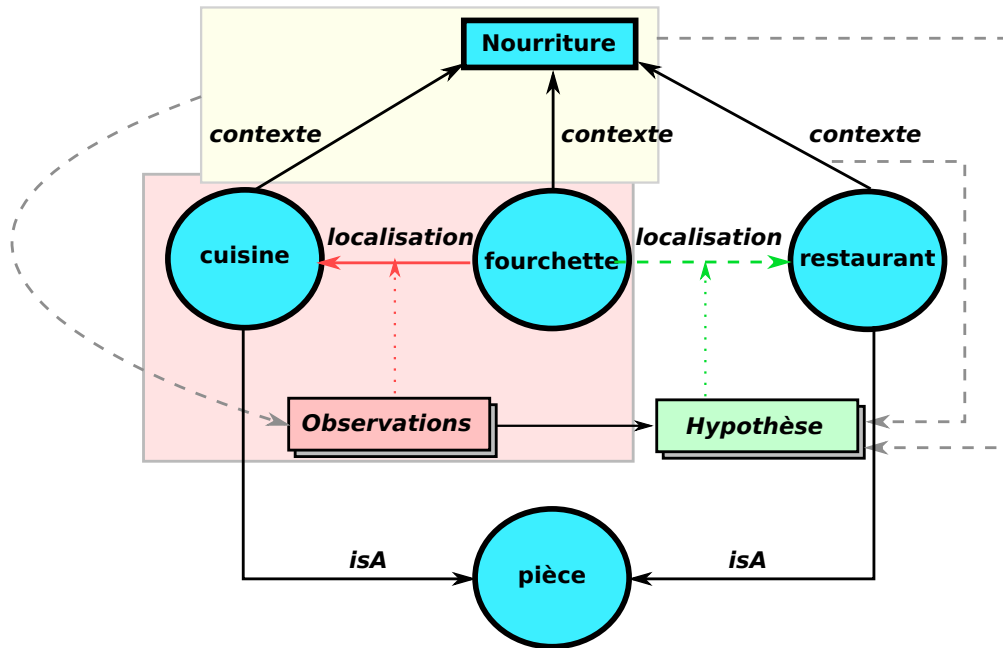 Nourriture
contexte
contexte
contexte
cuisine
localisation
fourchette
localisation
restaurant
Observations
Hypothèse
isA
pièce
isA